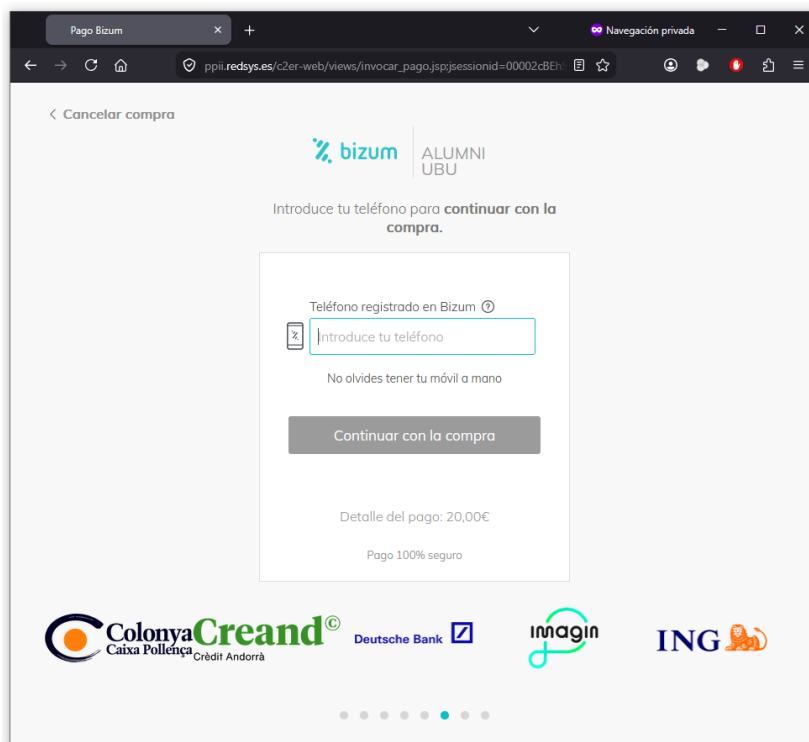 Pago Bizum
Navegación privada
ppii.redsys.es/c2er-web/views/invocar_pago.jsp;jsessionid=00002cBEh
Cancelar compra
bizum
ALUMNI
UBU
Introduce tu teléfono para continuar con la
compra.
Teléfono registrado en Bizum
Introduce tu teléfono
No olvides tener tu móvil a mano
Continuar con la compra
Detalle del pago: 20,00€
Pago 100% seguro
Colonya
Caixa Pollença
Creand©
Crèdit Andorrà
Deutsche Bank
imagin
ING